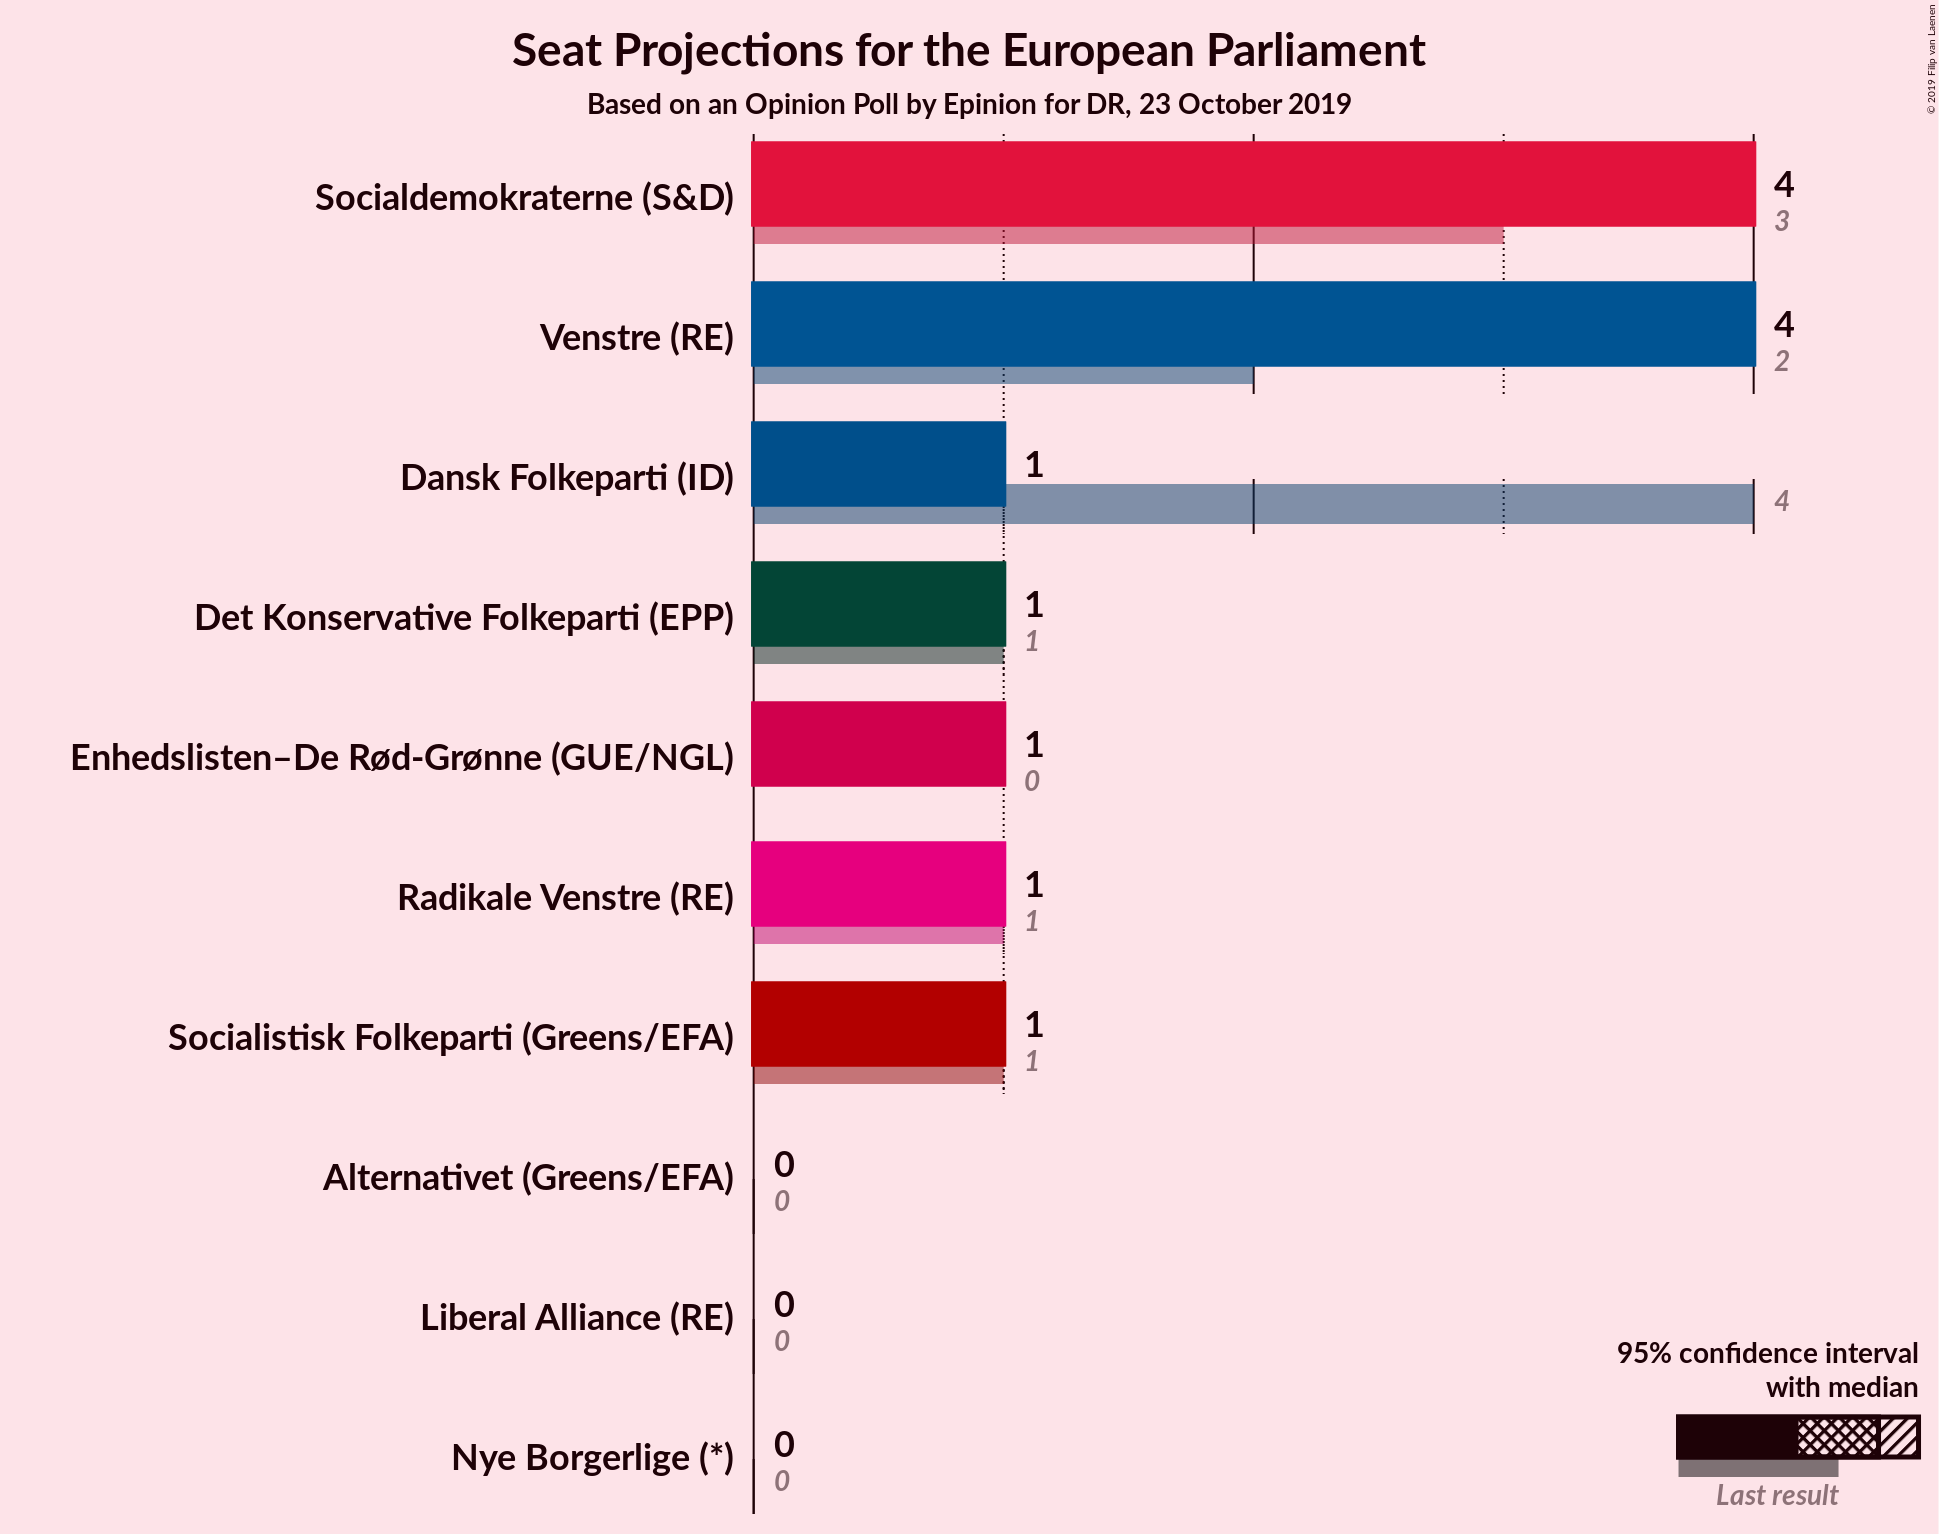 Seat Projections for the European Parliament
Based on an Opinion Poll by Epinion for DR, 23 October 2019
© 2019 Filip van Laenen
Socialdemokraterne (S&D)
4
3
Venstre (RE)
4
2
Dansk Folkeparti (ID)
1
4
Det Konservative Folkeparti (EPP)
1
1
Enhedslisten–De Rød-Grønne (GUE/NGL)
1
0
Radikale Venstre (RE)
1
1
Socialistisk Folkeparti (Greens/EFA)
1
1
Alternativet (Greens/EFA)
0
0
Liberal Alliance (RE)
0
0
Nye Borgerlige (*)
0
0
95% confidence interval
with median
Last result